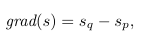 grad(s) = s_q − s_p,